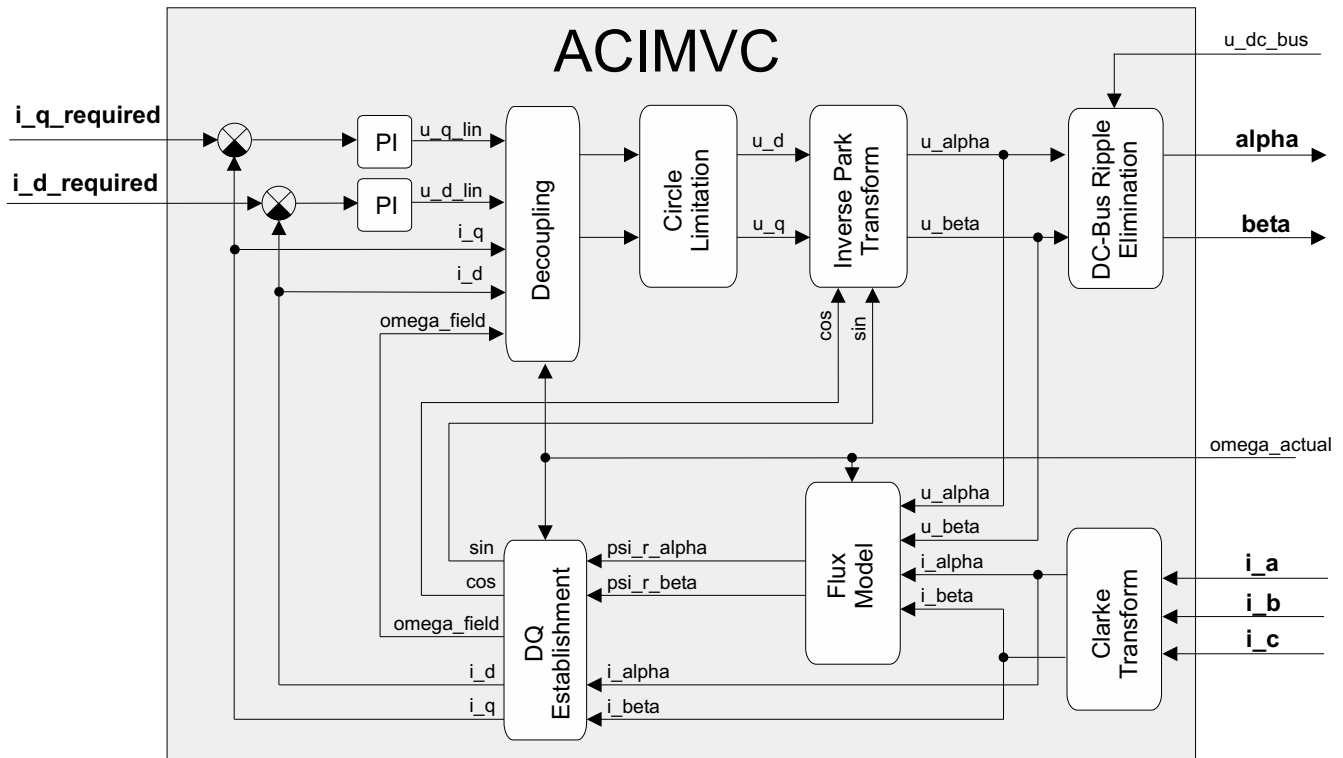 ACIMVC
u_dc_bus
i_q_required
PI
u_q_lin
i_d_required
PI
u_d_lin
i_q
i_d
omega_field
Decoupling
Circle
Limitation
u_d
u_q
Inverse Park
Transform
u_alpha
u_beta
DC-Bus Ripple
Elimination
alpha
beta
cos
sin
omega_actual
u_alpha
u_beta
i_alpha
i_beta
Flux
Model
psi_r_alpha
psi_r_beta
sin
cos
omega_field
i_d
i_q
DQ
Establishment
i_alpha
i_beta
Clarke
Transform
i_a
i_b
i_c